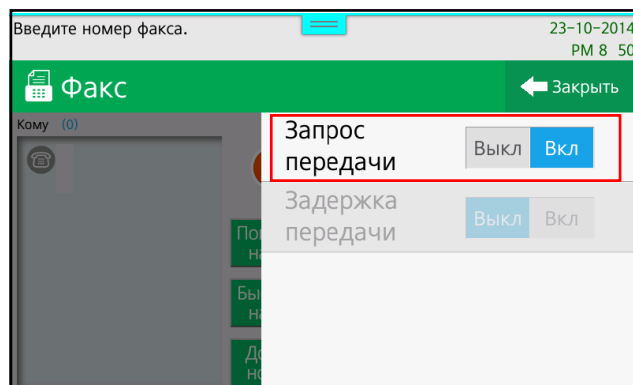 Введите номер факса.
23-10-2014
PM 8 50
Факс
Закрыть
Кому (0)
Запрос
передачи
Выкл Вкл
Задержка
передачи
Выкл Вкл